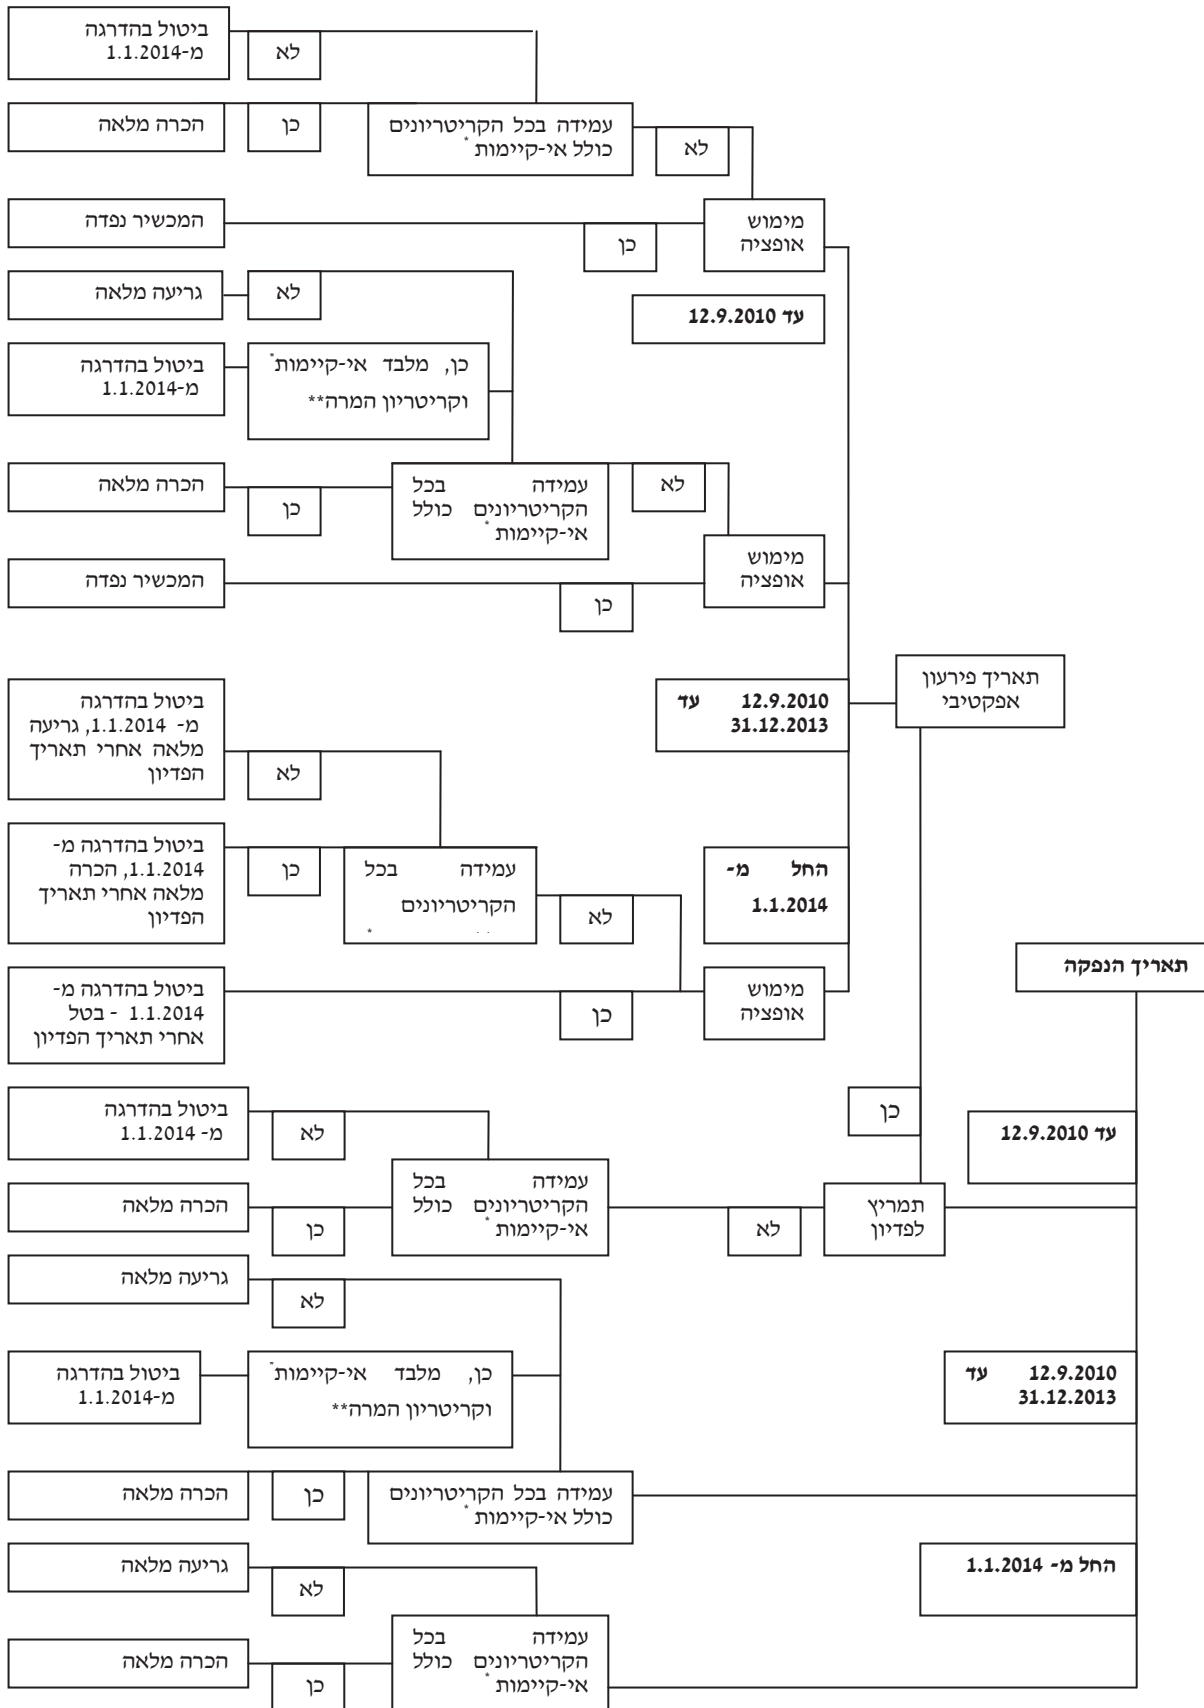 ביטול בהדרגה
מ-1.1.2014
לא
הכרה מלאה
כן
עמידה בכל הקריטריונים
כולל אי-קיימות*
לא
המכשיר נפדה
כן
מימוש
אופציה
גריעה מלאה
לא
עד 12.9.2010
ביטול בהדרגה
מ-1.1.2014
כן, מלבד אי-קיימות*
וקריטריון המרה**
הכרה מלאה
כן
עמידה בכל
הקריטריונים כולל
אי-קיימות*
לא
המכשיר נפדה
כן
מימוש
אופציה
תאריך פירעון
אפקטיבי
12.9.2010 עד
31.12.2013
ביטול בהדרגה
מ- 1.1.2014, גריעה
מלאה אחרי תאריך
הפדיון
לא
ביטול בהדרגה מ-
1.1.2014, הכרה
מלאה אחרי תאריך
הפדיון
כן
עמידה בכל
הקריטריונים
*
לא
החל מ-
1.1.2014
תאריך הנפקה
ביטול בהדרגה מ-
1.1.2014 - בטל
אחרי תאריך הפדיון
כן
מימוש
אופציה
כן
ביטול בהדרגה
מ- 1.1.2014
לא
עד 12.9.2010
הכרה מלאה
כן
עמידה בכל
הקריטריונים כולל
אי-קיימות*
לא
תמריץ
לפדיון
גריעה מלאה
לא
ביטול בהדרגה
מ-1.1.2014
כן, מלבד אי-קיימות*
וקריטריון המרה**
12.9.2010 עד
31.12.2013
הכרה מלאה
כן
עמידה בכל הקריטריונים
כולל אי-קיימות*
גריעה מלאה
לא
החל מ- 1.1.2014
הכרה מלאה
כן
עמידה בכל
הקריטריונים כולל
אי-קיימות*